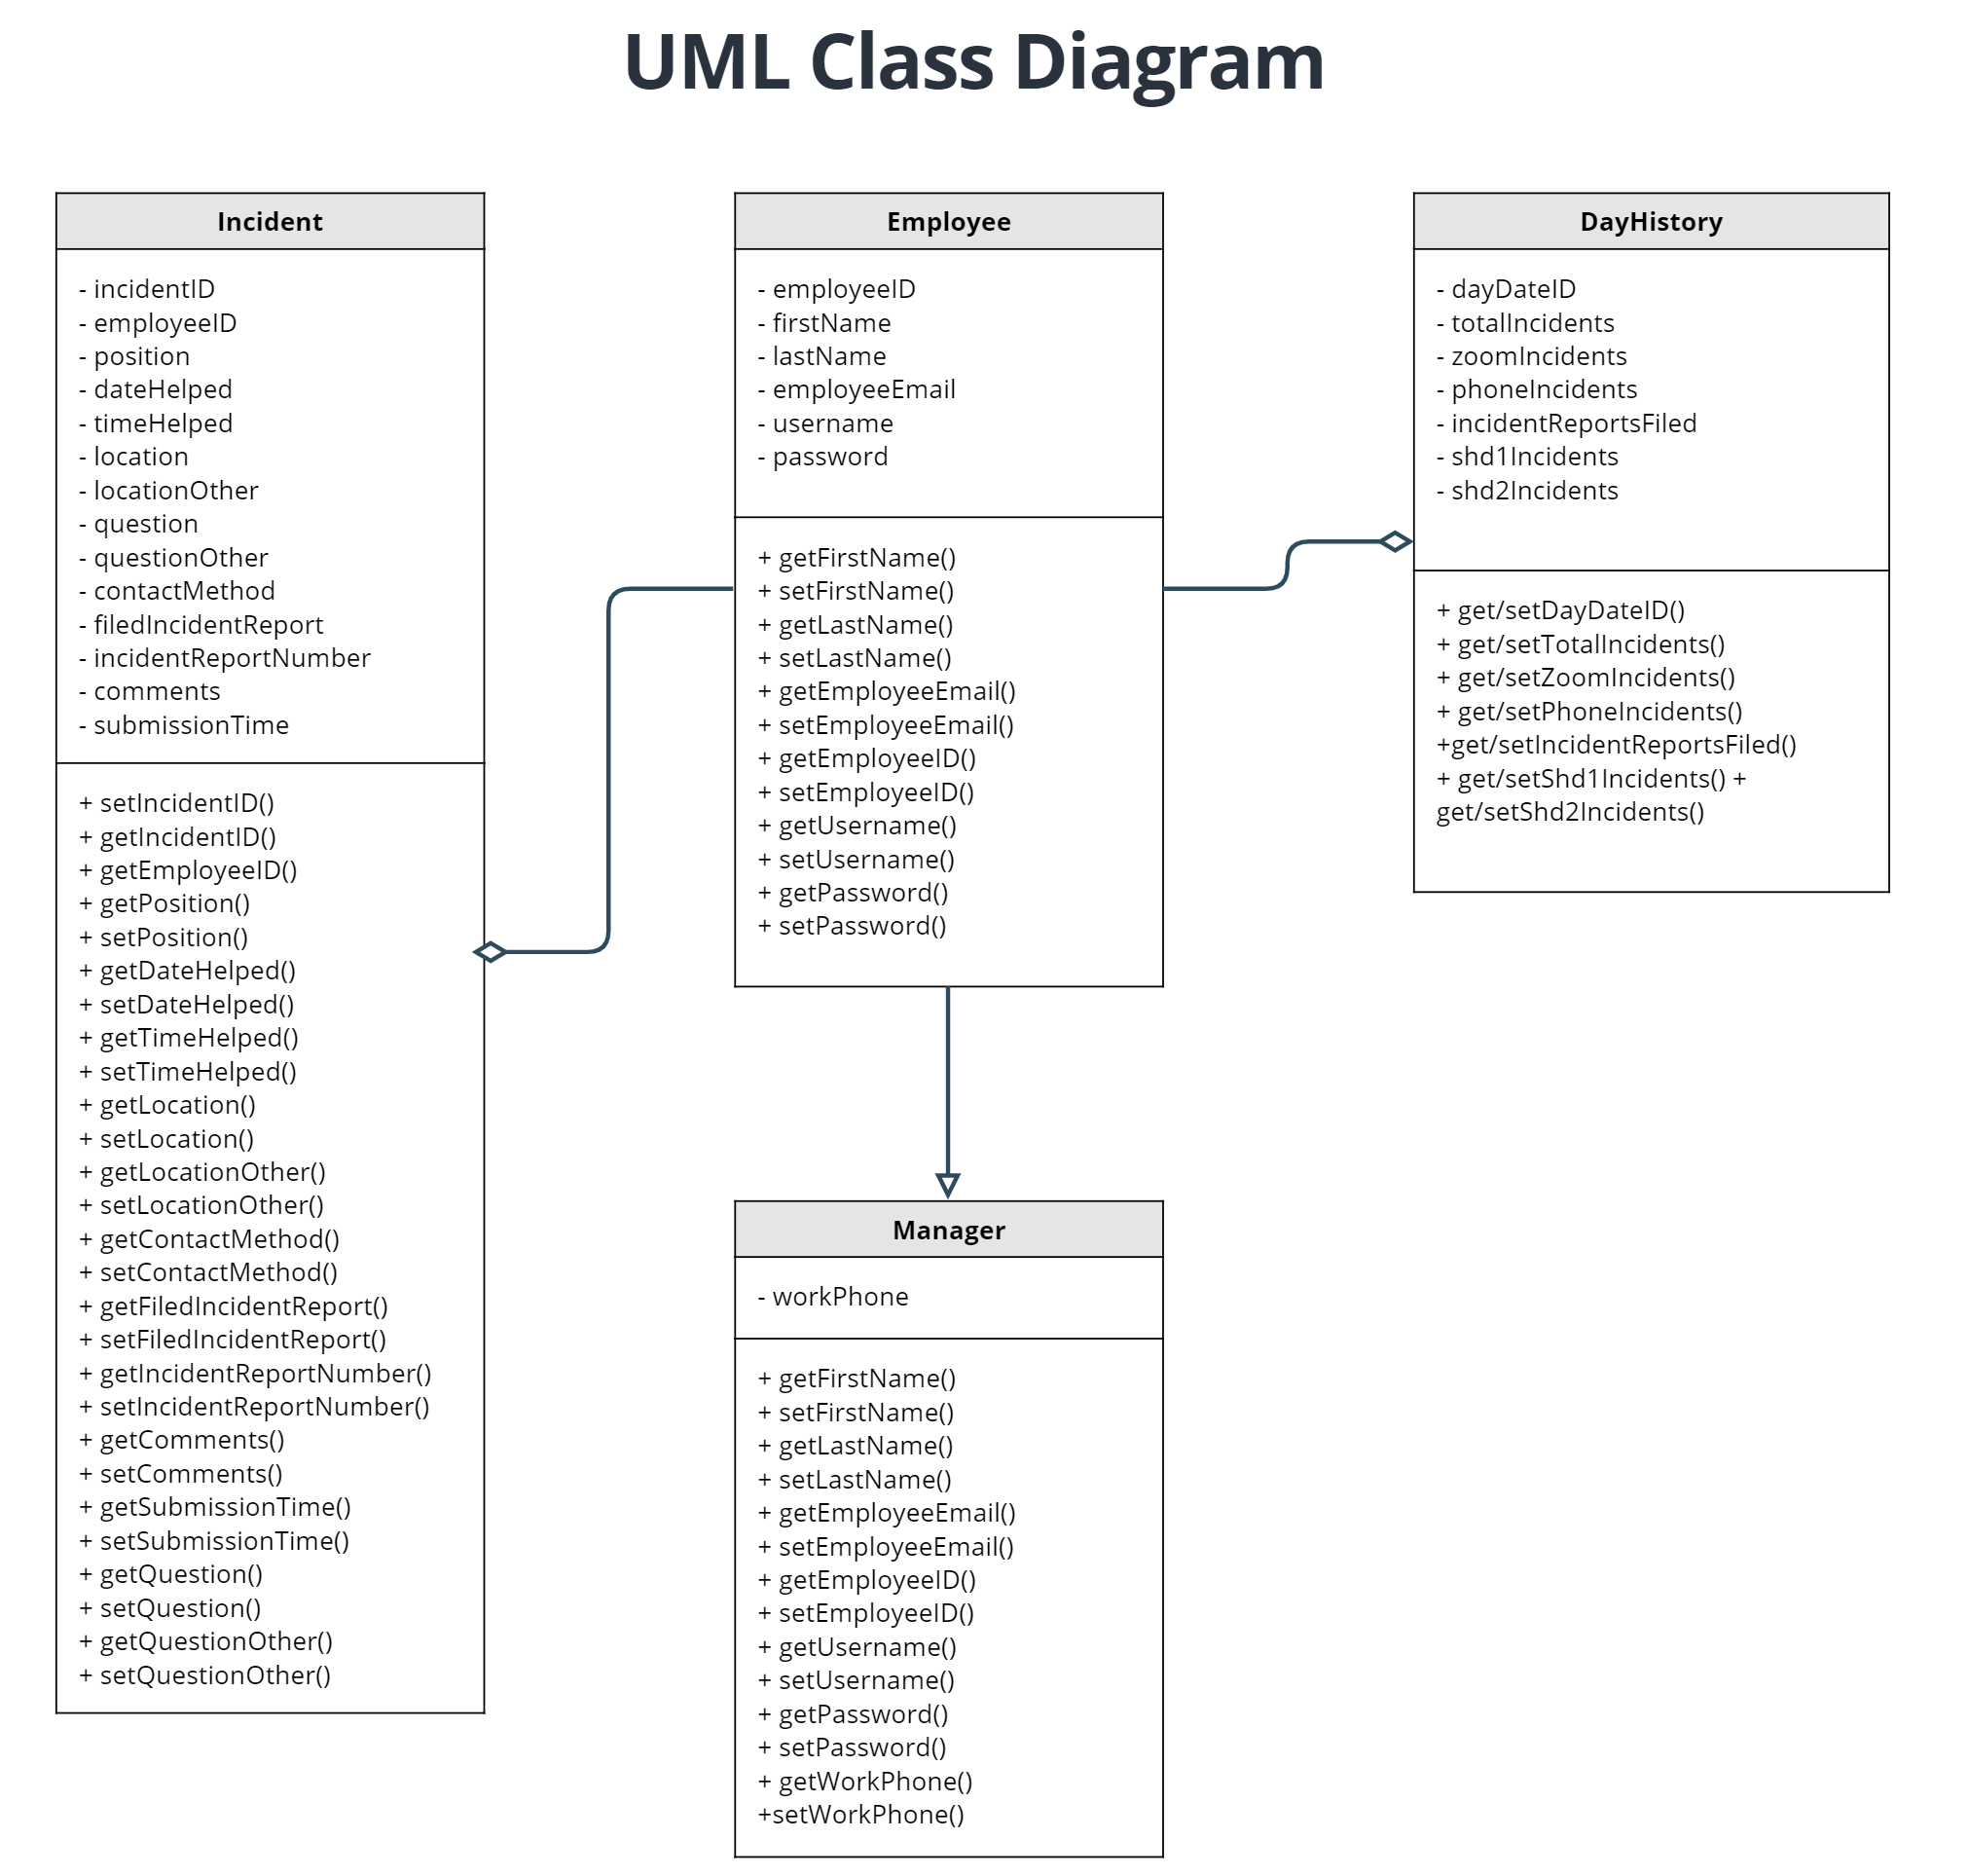 UML Class Diagram
Incident
- incidentID
- employeeID
- position
- dateHelped
- timeHelped
- location
- locationOther
- question
- questionOther
- contactMethod
- filedIncidentReport
- incidentReportNumber
- comments
- submissionTime
+ setIncidentID()
+ getIncidentID()
+ getEmployeeID()
+ getPosition()
+ setPosition()
+ getDateHelped()
+ setDateHelped()
+ getTimeHelped()
+ setTimeHelped()
+ getLocation()
+ setLocation()
+ getLocationOther()
+ setLocationOther()
+ getContactMethod()
+ setContactMethod()
+ getFiledIncidentReport()
+ setFiledIncidentReport()
+ getIncidentReportNumber()
+ setIncidentReportNumber()
+ getComments()
+ setComments()
+ getSubmissionTime()
+ setSubmissionTime()
+ getQuestion()
+ setQuestion()
+ getQuestionOther()
+ setQuestionOther()
Employee
- employeeID
- firstName
- lastName
- employeeEmail
- username
- password
+ getFirstName()
+ setFirstName()
+ getLastName()
+ setLastName()
+ getEmployeeEmail()
+ setEmployeeEmail()
+ getEmployeeID()
+ setEmployeeID()
+ getUsername()
+ setUsername()
+ getPassword()
+ setPassword()
Manager
- workPhone
+ getFirstName()
+ setFirstName()
+ getLastName()
+ setLastName()
+ getEmployeeEmail()
+ setEmployeeEmail()
+ getEmployeeID()
+ setEmployeeID()
+ getUsername()
+ setUsername()
+ getPassword()
+ setPassword()
+ getWorkPhone()
+setWorkPhone()
DayHistory
- dayDateID
- totalIncidents
- zoomIncidents
- phoneIncidents
- incidentReportsFiled
- shd1Incidents
- shd2Incidents
+ get/setDayDateID()
+ get/setTotalIncidents()
+ get/setZoomIncidents()
+ get/setPhoneIncidents()
+get/setIncidentReportsFiled()
+ get/setShd1Incidents() +
get/setShd2Incidents()